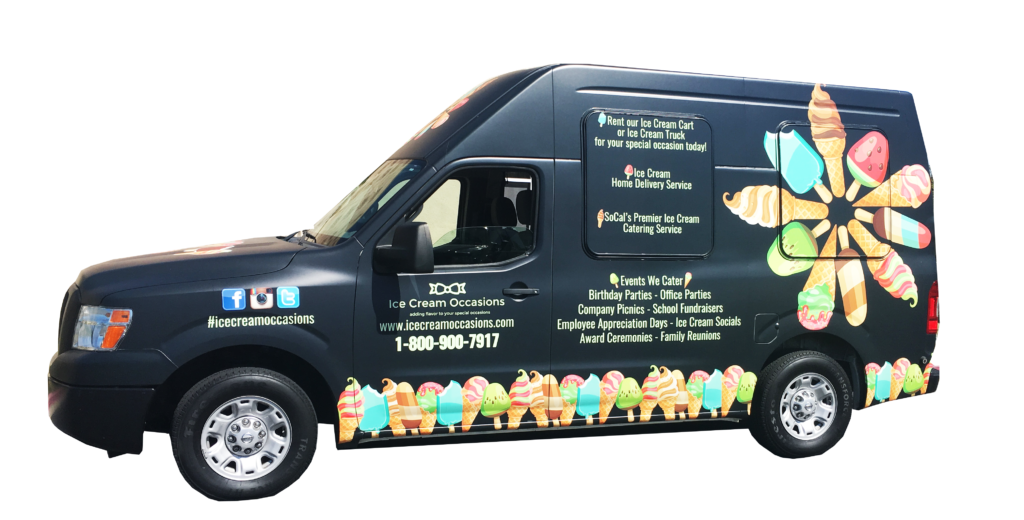 Rent our Ice Cream Cart
or Ice Cream Truck
for your special occasion today!
Ice Cream
Home Delivery Service
SoCal's Premier Ice Cream
Catering Service
Events We Cater
Birthday Parties - Office Parties
Company Picnics - School Fundraisers
Employee Appreciation Days - Ice Cream Socials
Award Ceremonies - Family Reunions
Ice Cream Occasions
adding flavor to your special occasions
www.icecreamoccasions.com
1-800-900-7917
#icecreamoccasions